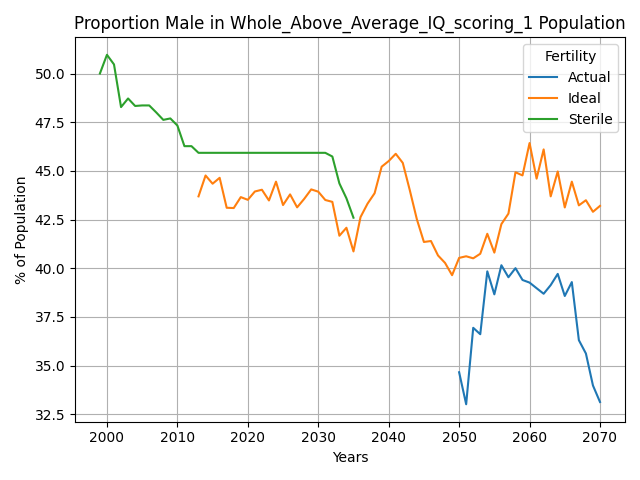 Proportion Male in Whole_Above_Average_IQ_scoring_1 Population
Fertility
Actual
Ideal
Sterile
% of Population
50.0
47.5
45.0
42.5
40.0
37.5
35.0
32.5
2000 2010 2020 2030 2040 2050 2060 2070
Years